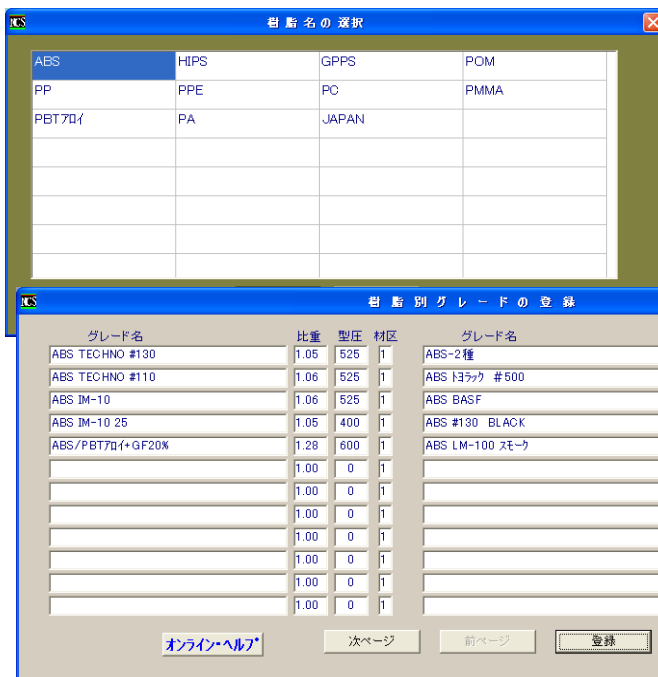 NCS 樹脂名の選択
ABS HIPS GPPS POM
PP PPE PC PMMA
PBTｱﾛｲ PA JAPAN
NCS 樹脂別グレードの登録
グレード名 比重 型圧 材区 グレード名
ABS TECHNO #130 1.05 525 1 ABS-2種
ABS TECHNO #110 1.06 525 1 ABS ﾄﾖﾗｯｸ ＃500
ABS IM-10 1.06 525 1 ABS BASF
ABS IM-10 25 1.05 400 1 ABS #130 BLACK
ABS/PBTｱﾛｲ+GF20% 1.28 600 1 ABS LM-100 ｽﾓｰｸ
1.00 0 1
1.00 0 1
1.00 0 1
1.00 0 1
1.00 0 1
1.00 0 1
1.00 0 1
オンライン・ヘルプ 次ページ 前ページ 登録